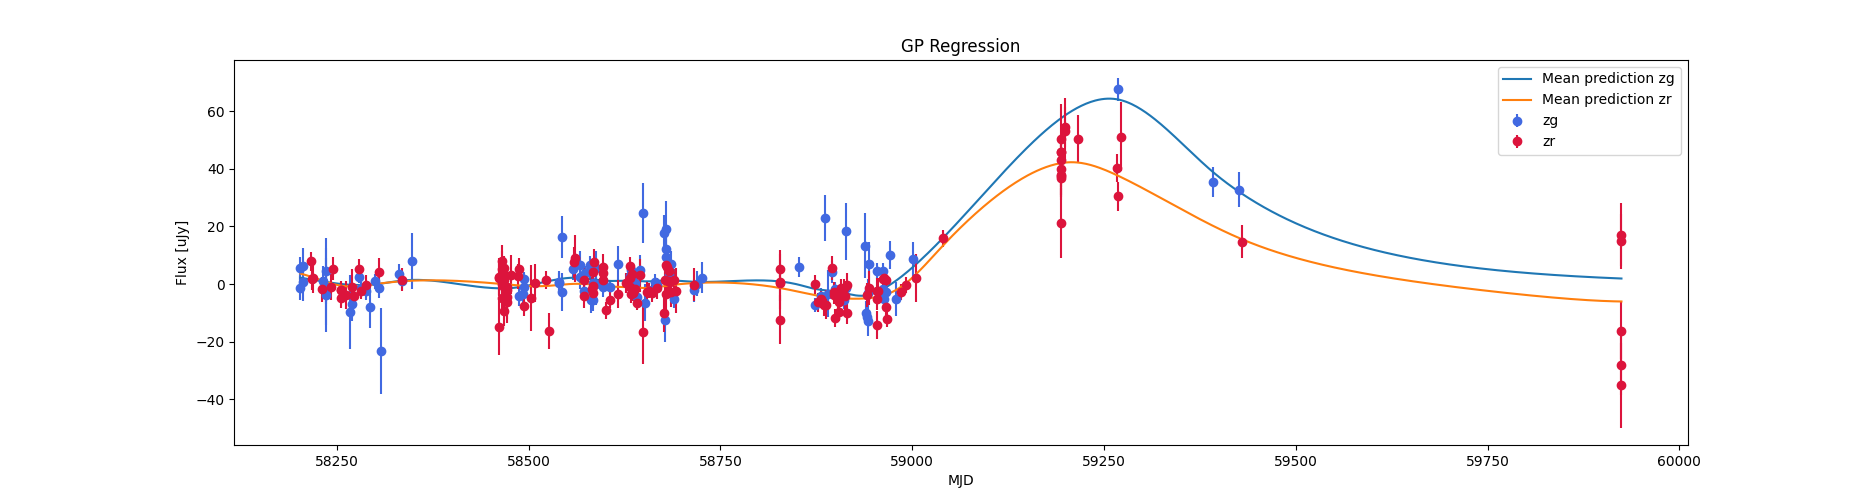 GP Regression
Flux [uJy]
60
40
20
0
−20
−40
58250
58500
58750
59000
59250
59500
59750
60000
MJD
Mean prediction zg
Mean prediction zr
zg
zr